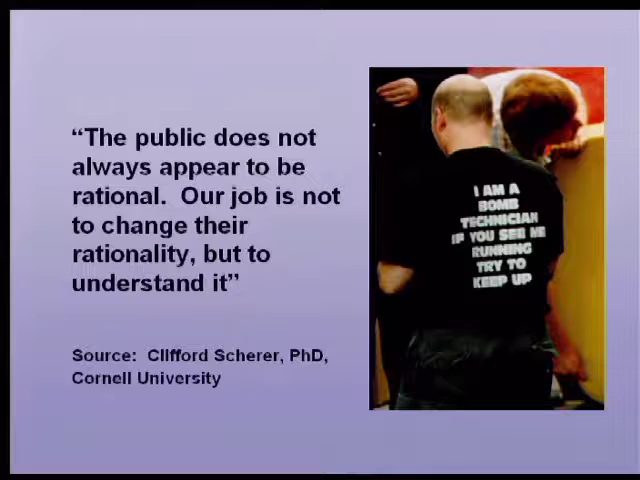 “The public does not
always appear to be
rational.  Our job is not
to change their
rationality, but to
understand it”
Source:  Clifford Scherer, PhD,
Cornell University
I AM A
BOMB
TECHNICIAN
IF YOU SEE ME
RUNNING
TRY TO
KEEP UP